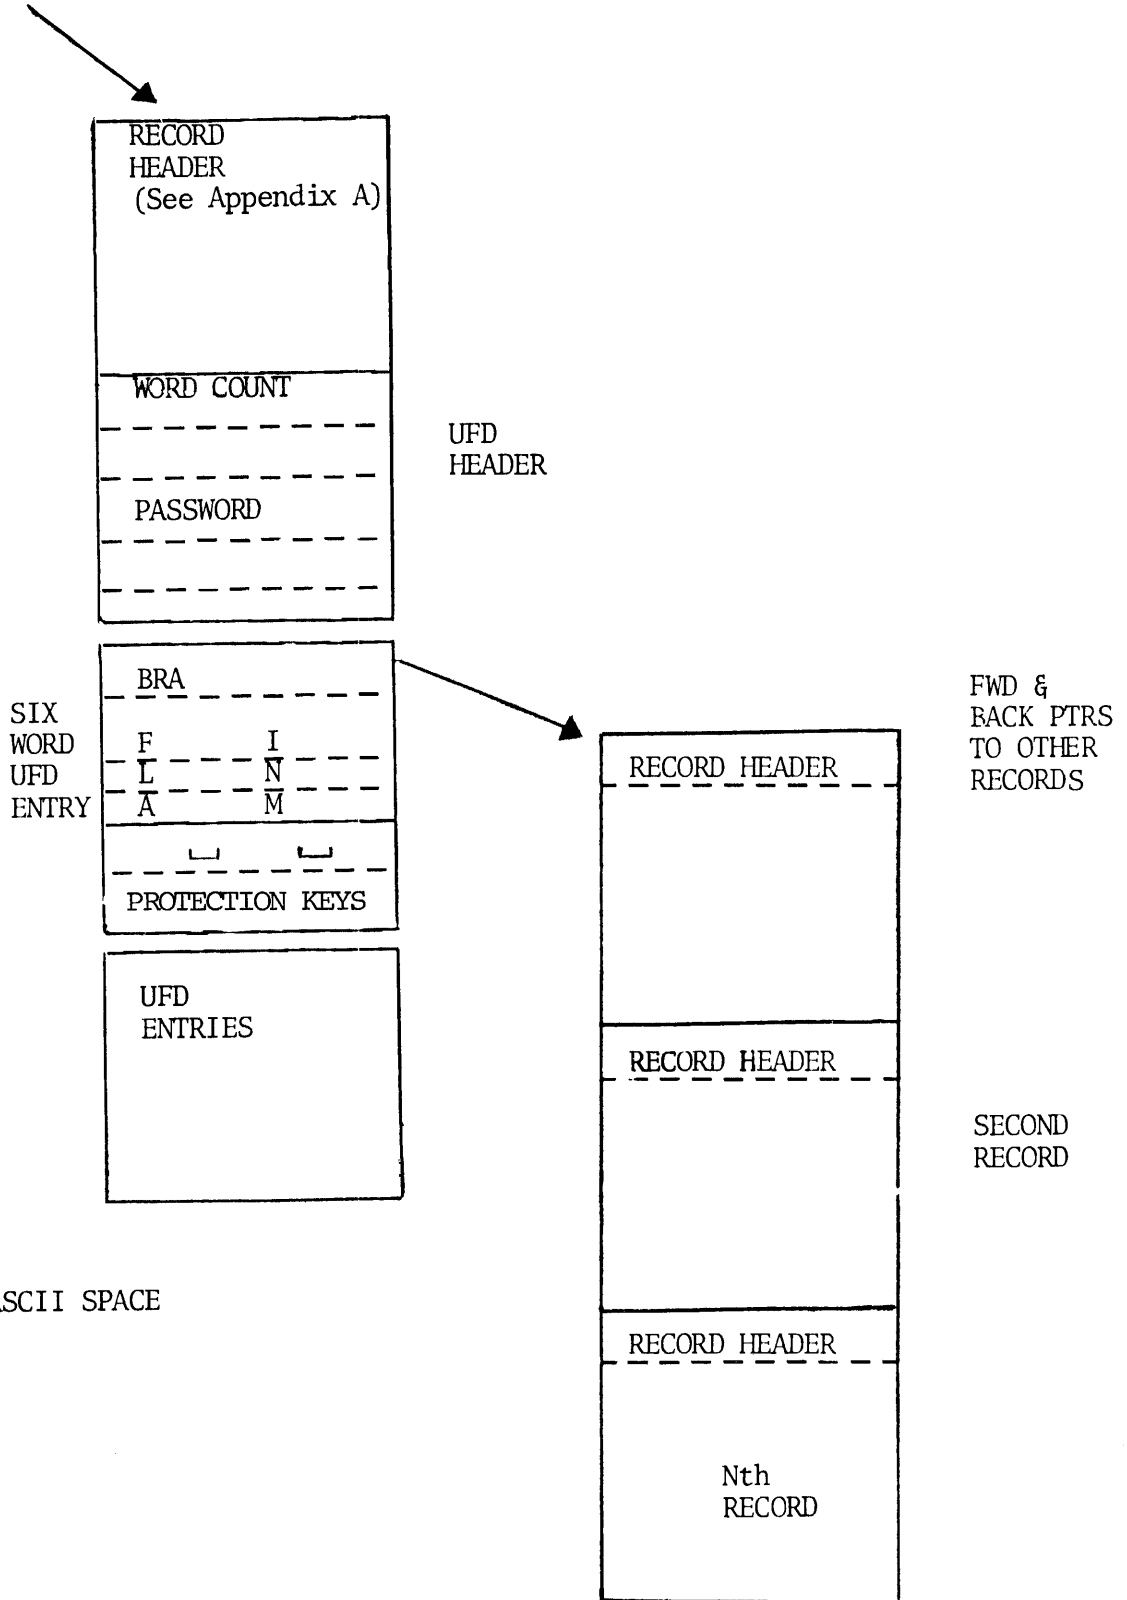 RECORD
HEADER
(See Appendix A)
WORD COUNT
UFD
HEADER
PASSWORD
BRA
SIX
WORD
UFD
ENTRY
F I
L N
A M
PROTECTION KEYS
FWD &
BACK PTRS
TO OTHER
RECORDS
RECORD HEADER
UFD
ENTRIES
RECORD HEADER
SECOND
RECORD
ASCII SPACE
RECORD HEADER
Nth
RECORD